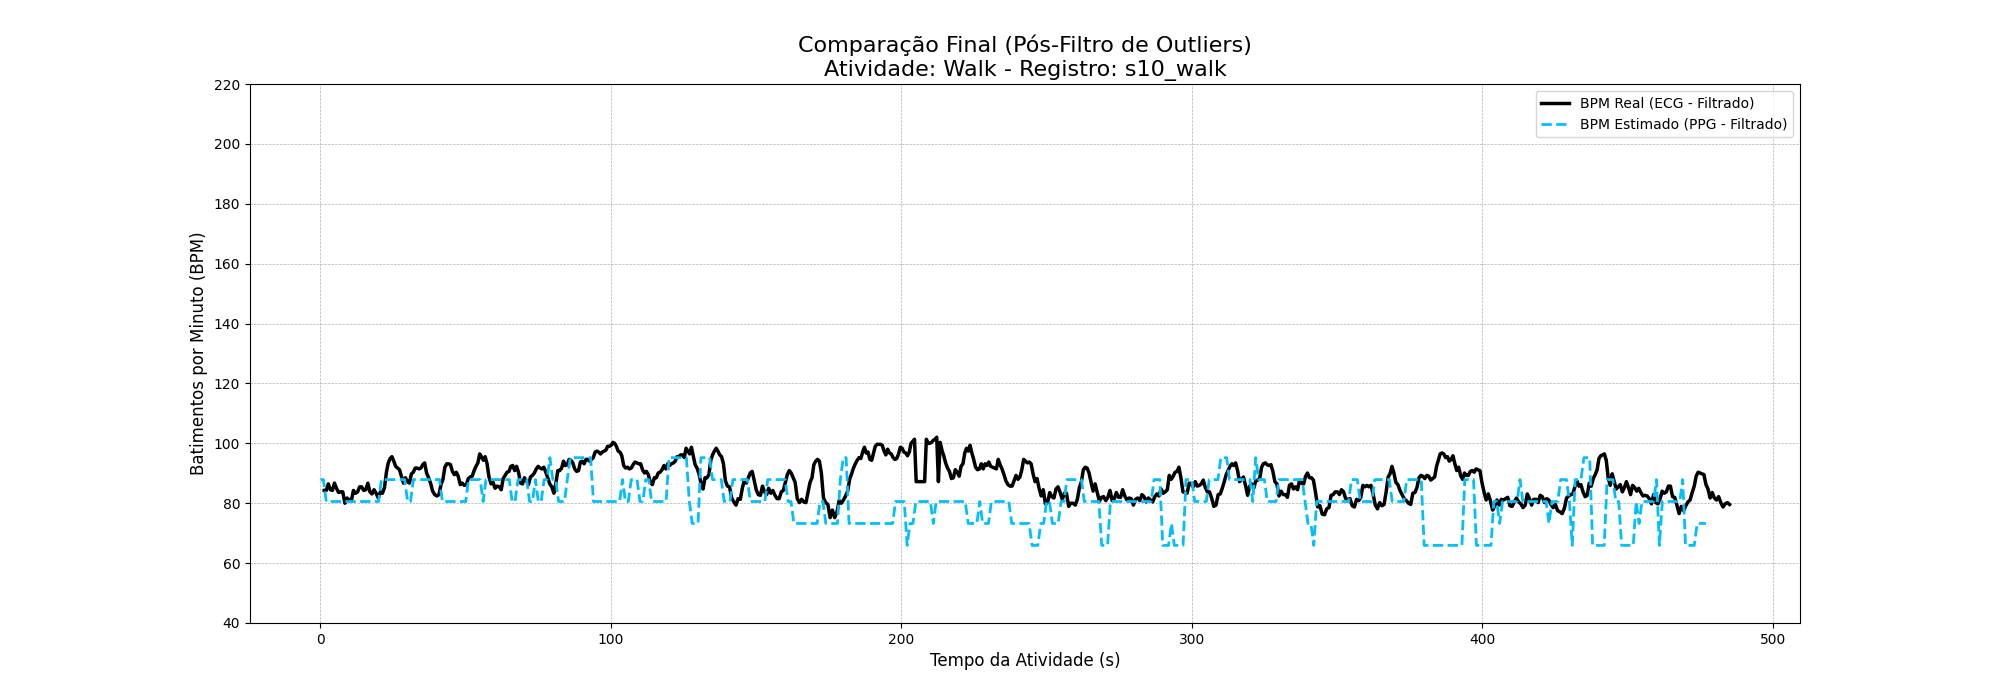 Comparação Final (Pós-Filtro de Outliers)
Atividade: Walk - Registro: s10_walk
BPM Real (ECG - Filtrado)
BPM Estimado (PPG - Filtrado)
Batimentos por Minuto (BPM)
220
200
180
160
140
120
100
80
60
40
0
100
200
300
400
500
Tempo da Atividade (s)